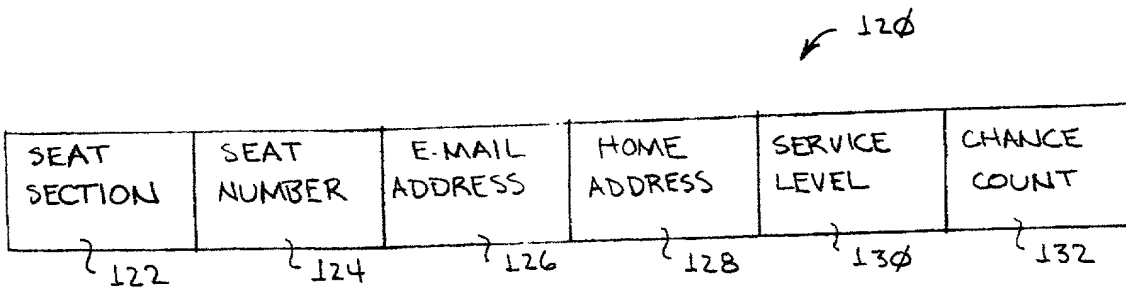 120
SEAT SECTION
SEAT NUMBER
E-MAIL ADDRESS
HOME ADDRESS
SERVICE LEVEL
CHANCE COUNT
122
124
126
128
130
132